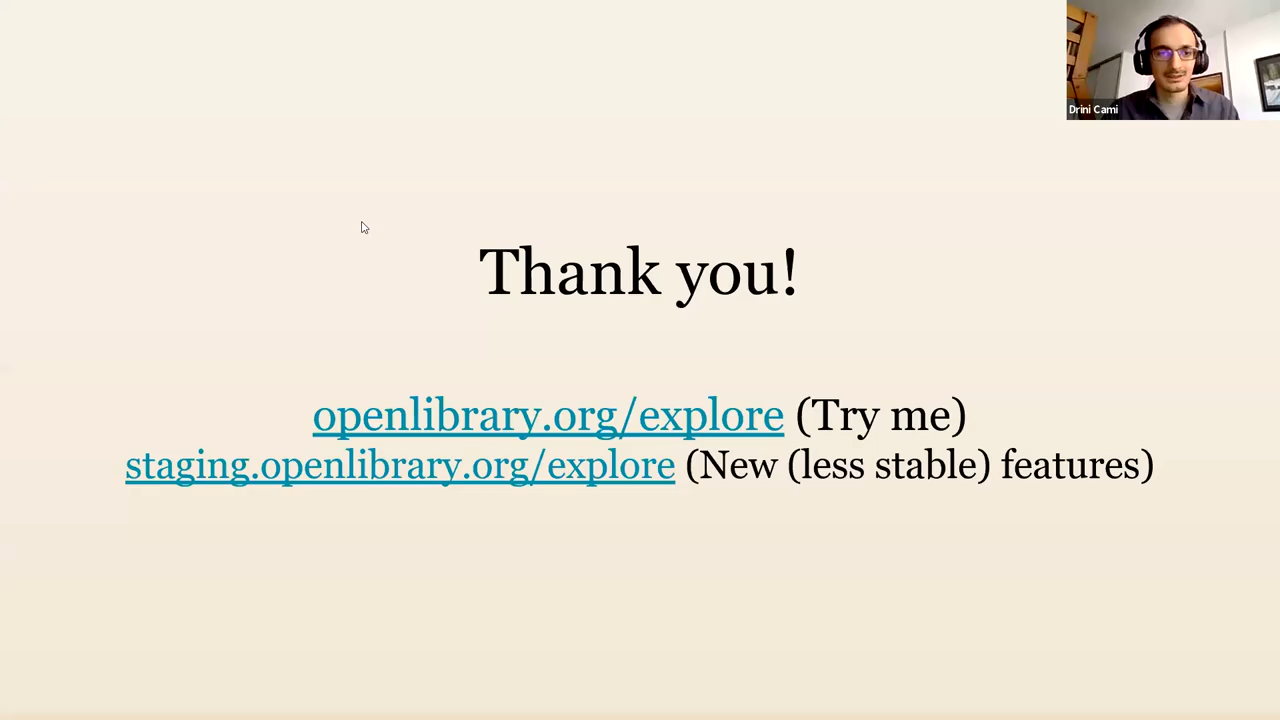 Drini Cami
Thank you!
openlibrary.org/explore (Try me)
staging.openlibrary.org/explore (New (less stable) features)